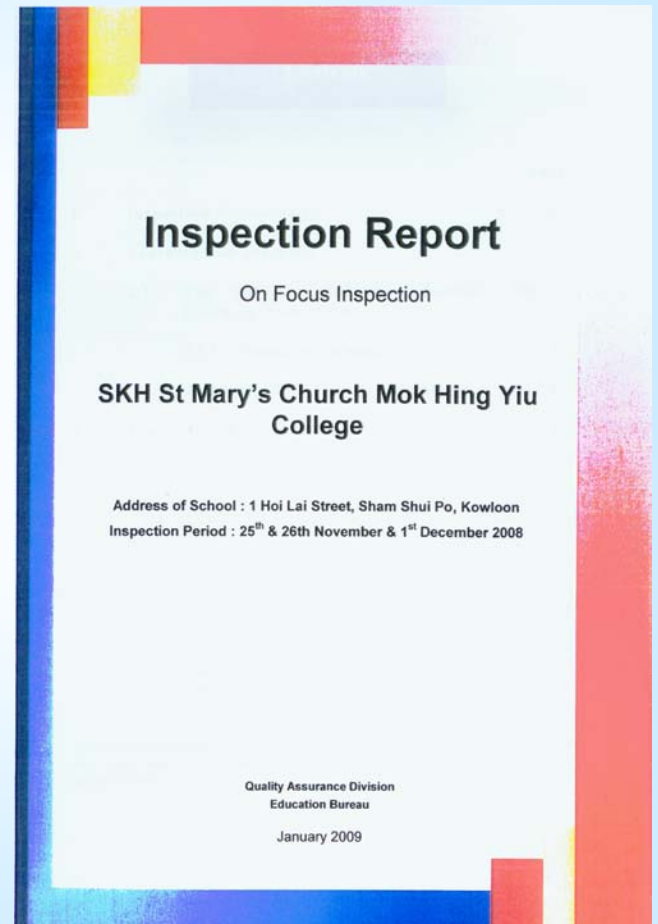 Inspection Report
On Focus Inspection
SKH St Mary's Church Mok Hing Yiu
College
Address of School : 1 Hoi Lai Street, Sham Shui Po, Kowloon
Inspection Period : 25th & 26th November & 1st December 2008
Quality Assurance Division
Education Bureau
January 2009